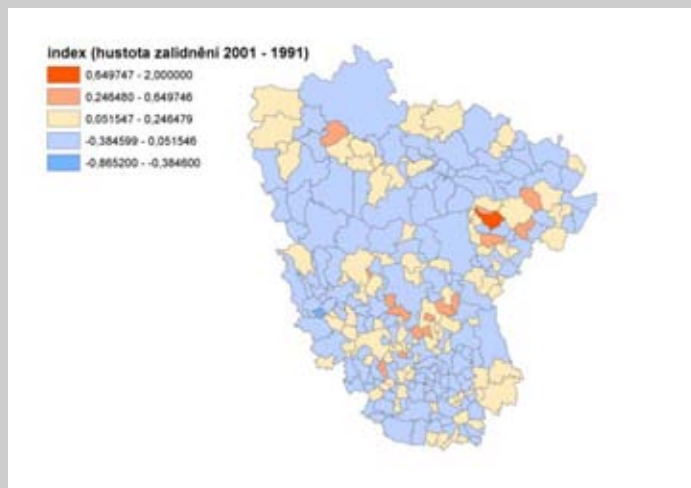 index (hustota zalidnění 2001 - 1991)
0,649747 - 2,000000
0,246480 - 0,649746
0,051547 - 0,246479
-0,384599 - 0,051546
-0,865200 - -0,384600